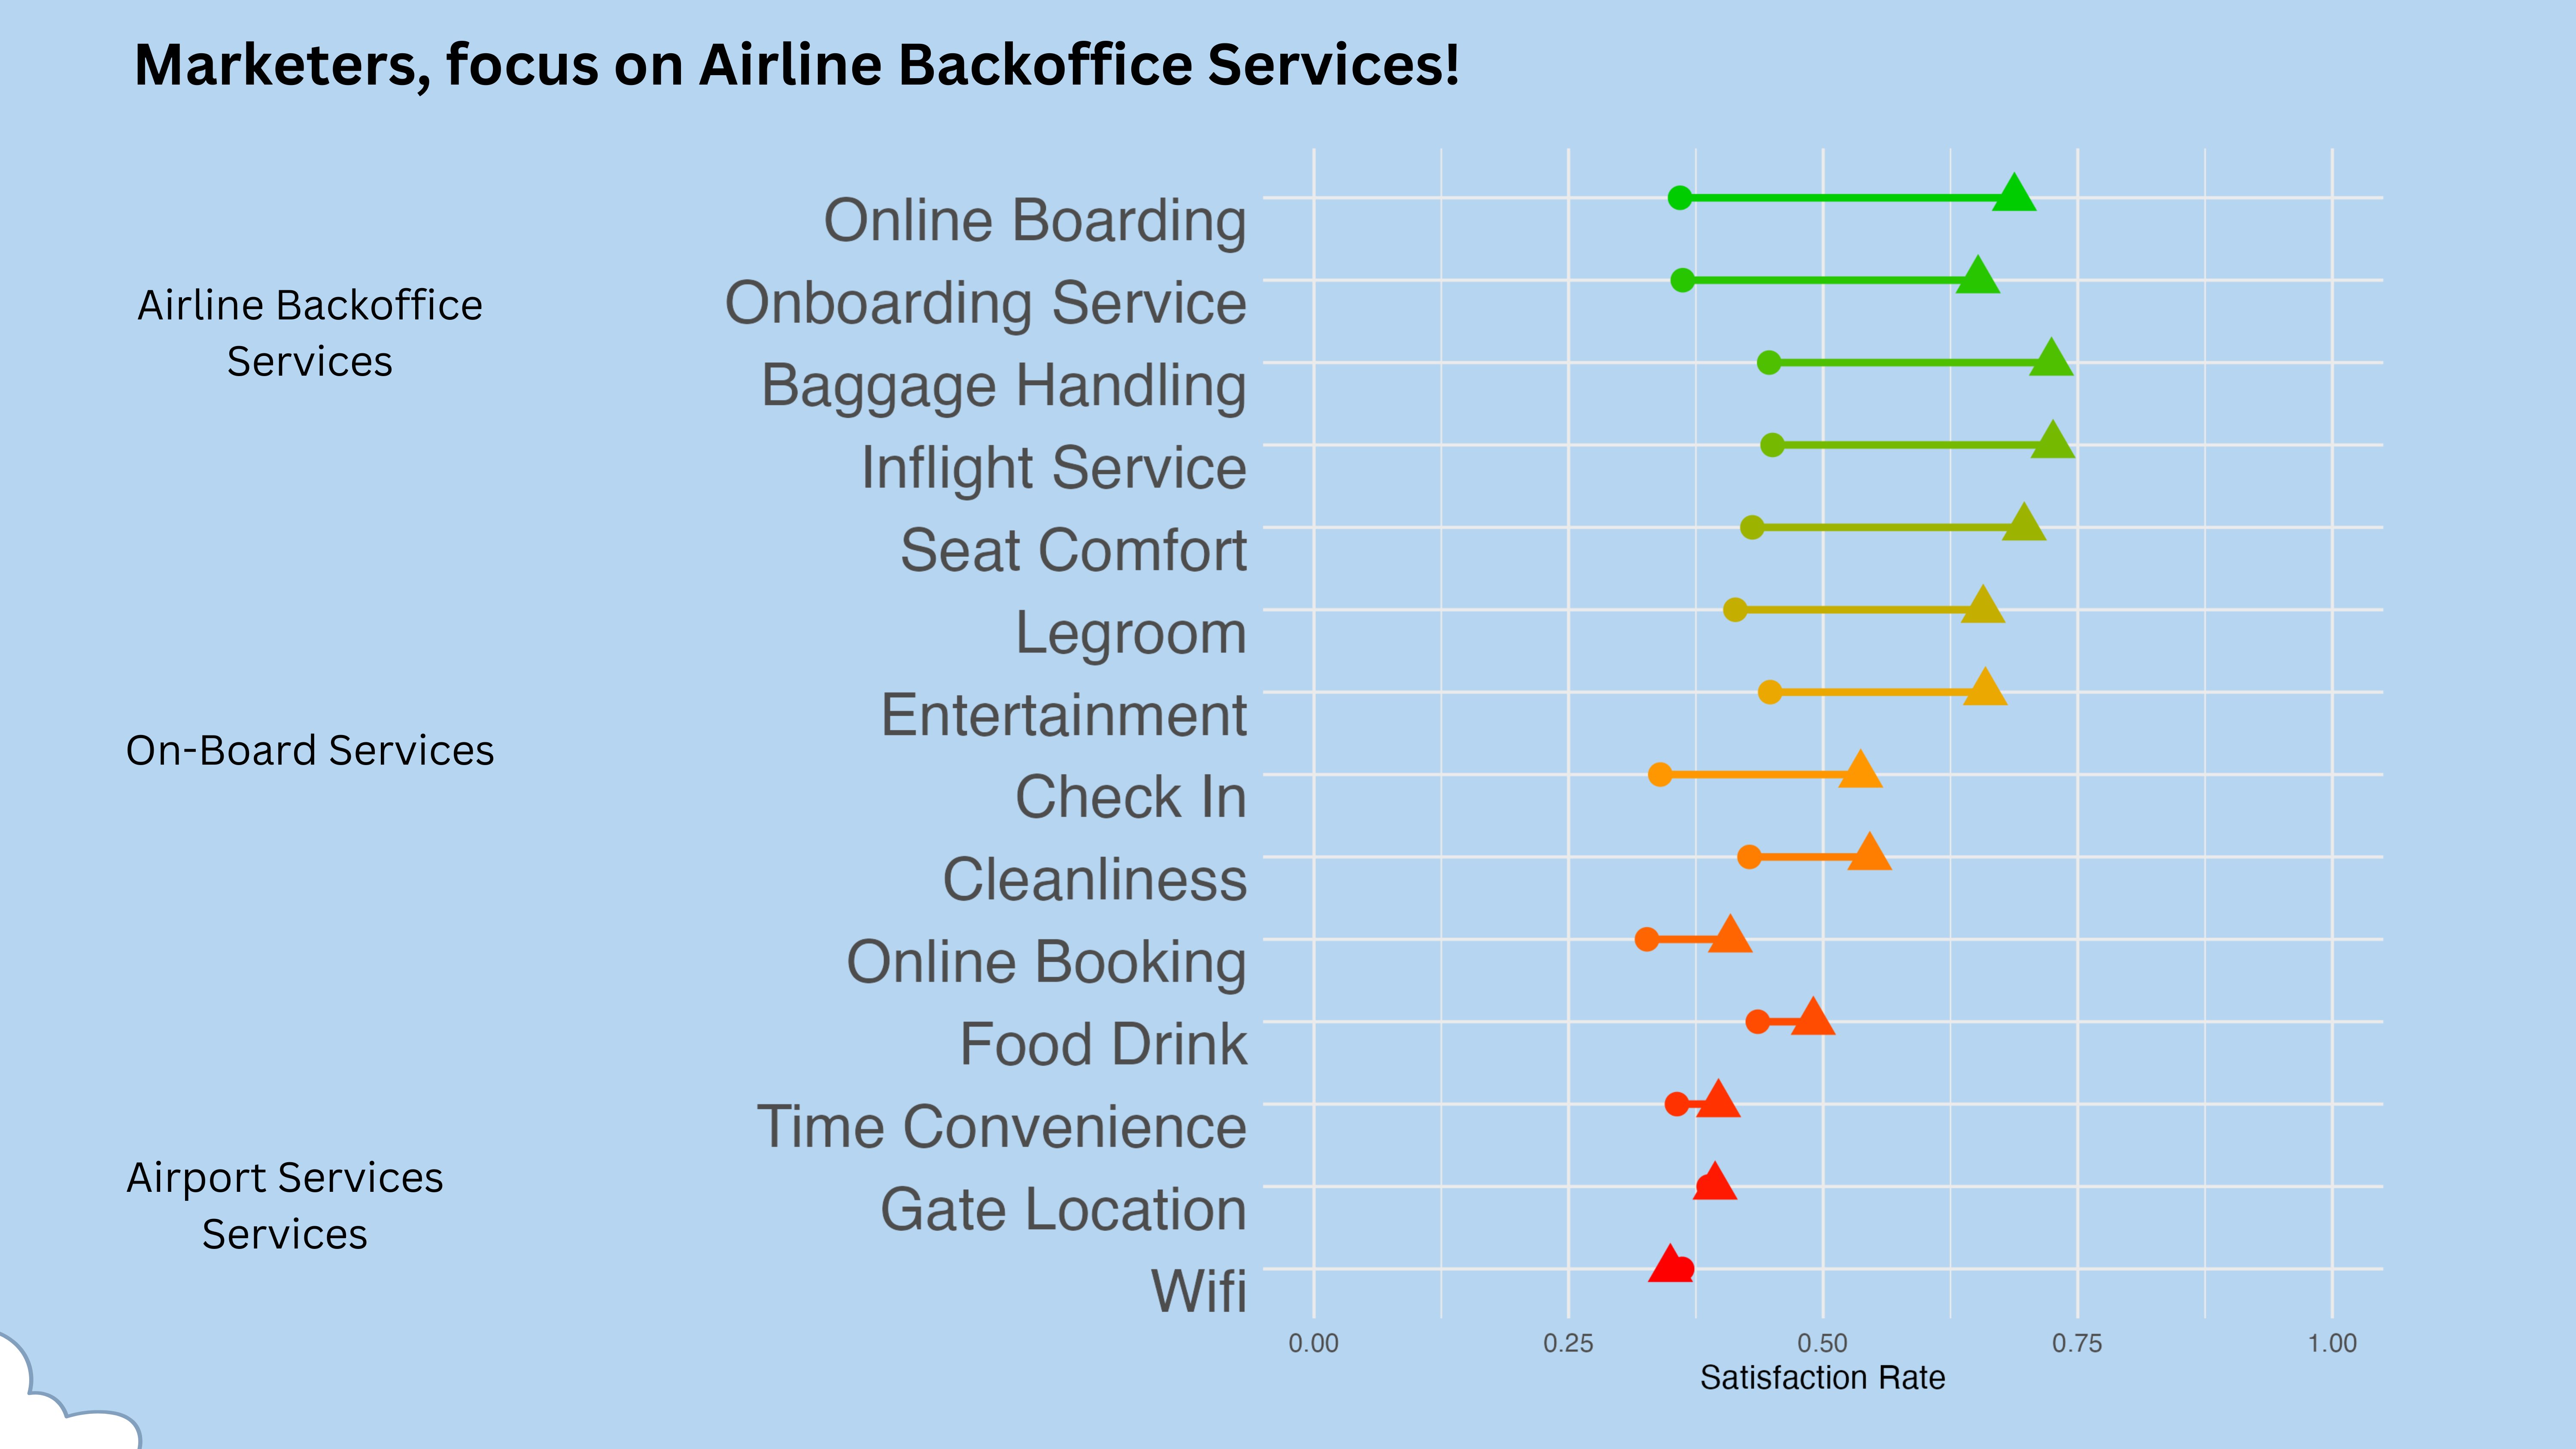 Marketers, focus on Airline Backoffice Services!
Airline Backoffice
Services
On-Board Services
Airport Services
Services
Online Boarding
Onboarding Service
Baggage Handling
Inflight Service
Seat Comfort
Legroom
Entertainment
Check In
Cleanliness
Online Booking
Food Drink
Time Convenience
Gate Location
Wifi
0.00 0.25 0.50 0.75 1.00
Satisfaction Rate